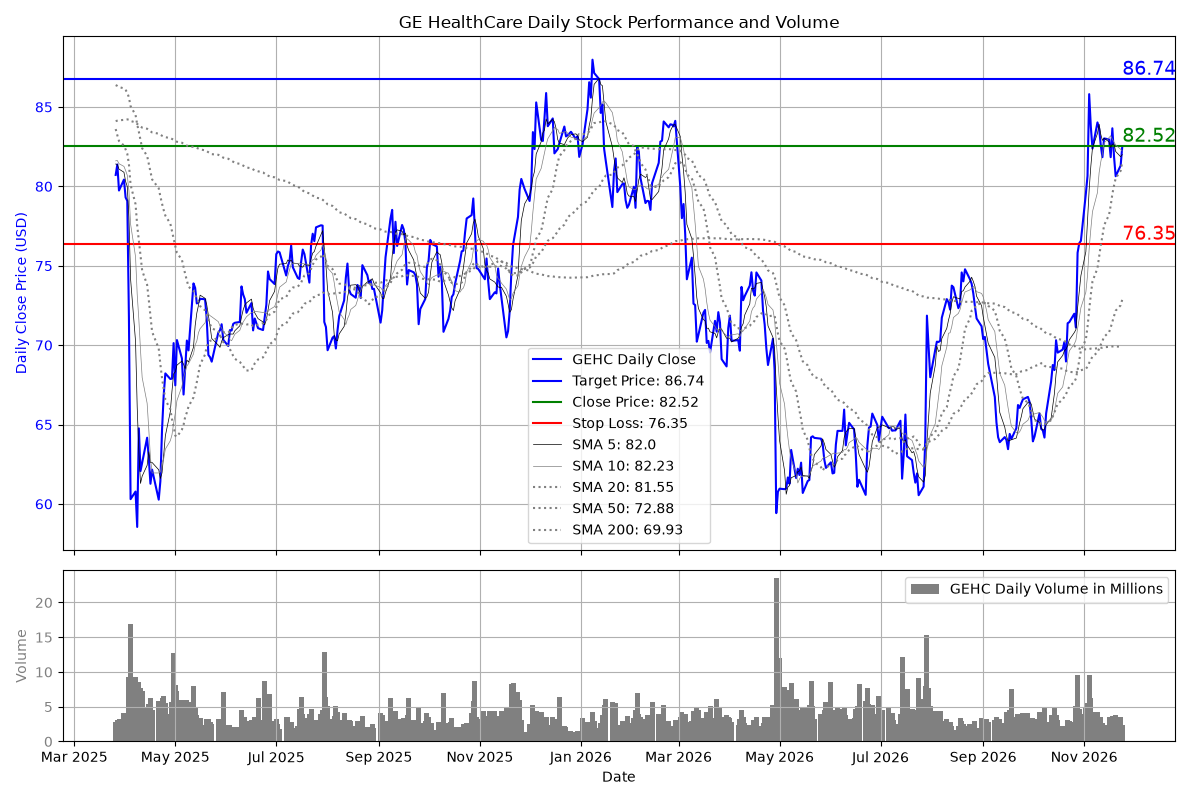 GE HealthCare Daily Stock Performance and Volume
86.74
82.52
76.35
Daily Close Price (USD)
85
80
75
70
65
60
GEHC Daily Close
Target Price: 86.74
Close Price: 82.52
Stop Loss: 76.35
SMA 5: 82.0
SMA 10: 82.23
SMA 20: 81.55
SMA 50: 72.88
SMA 200: 69.93
Volume
20
15
10
5
0
GEHC Daily Volume in Millions
Mar 2025
May 2025
Jul 2025
Sep 2025
Nov 2025
Jan 2026
Mar 2026
May 2026
Jul 2026
Sep 2026
Nov 2026
Date